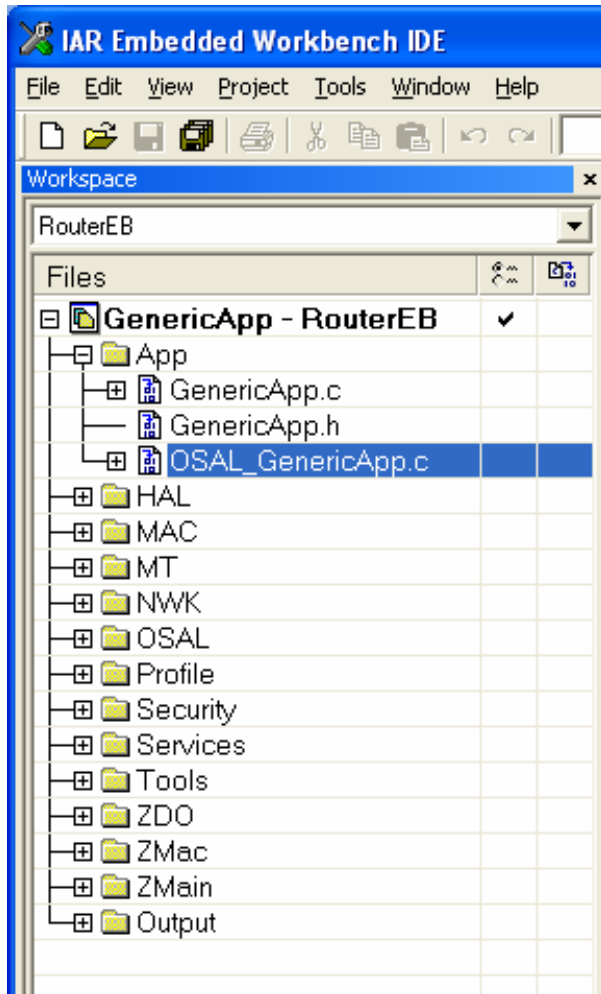 IAR Embedded Workbench IDE
File Edit View Project Tools Window Help
Workspace
RouterEB
Files
GenericApp - RouterEB
App
GenericApp.c
GenericApp.h
OSAL_GenericApp.c
HAL
MAC
MT
NWK
OSAL
Profile
Security
Services
Tools
ZDO
ZMac
ZMain
Output